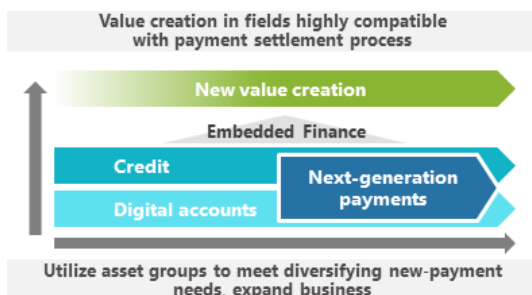 Value creation in fields highly compatible
with payment settlement process
New value creation
Embedded Finance
Credit
Next-generation
payments
Digital accounts
Utilize asset groups to meet diversifying new-payment
needs, expand business